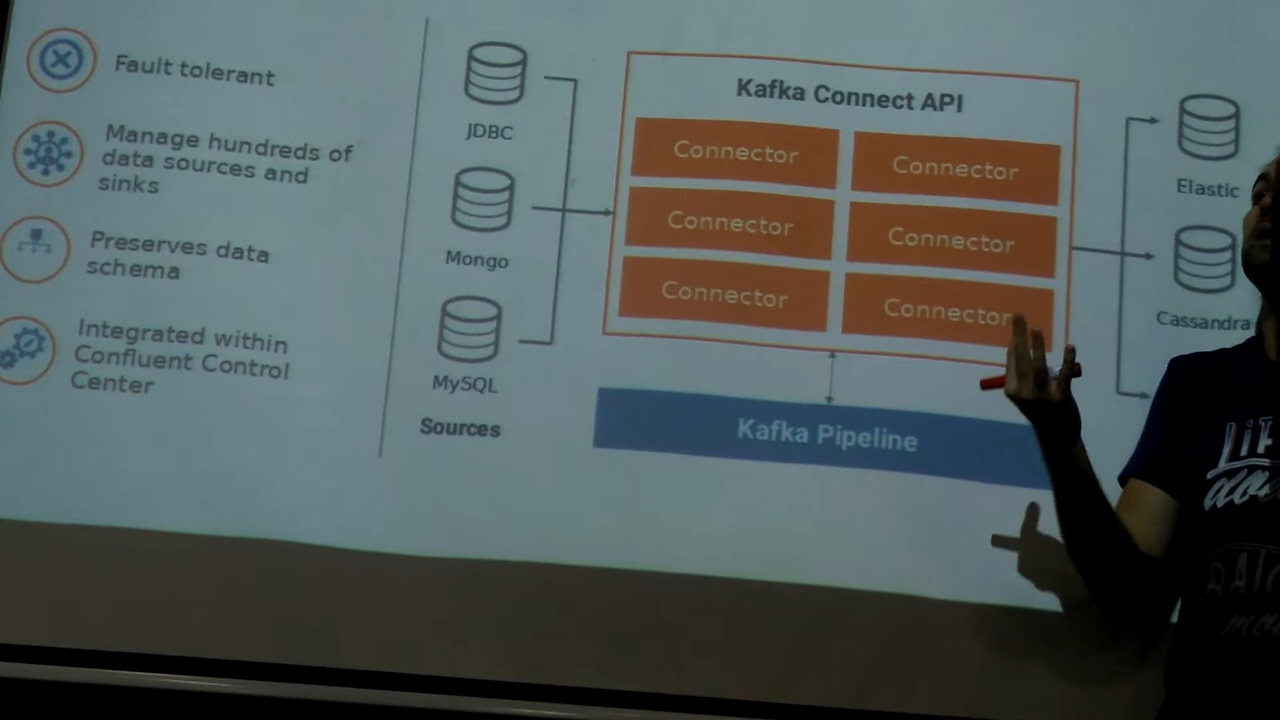 Fault tolerant
Manage hundreds of
data sources and
sinks
Preserves data
schema
Integrated within
Confluent Control
Center
JDBC
Mongo
MySQL
Sources
Kafka Connect API
Connector
Connector
Connector
Connector
Connector
Connector
Kafka Pipeline
Elastic
Cassandra